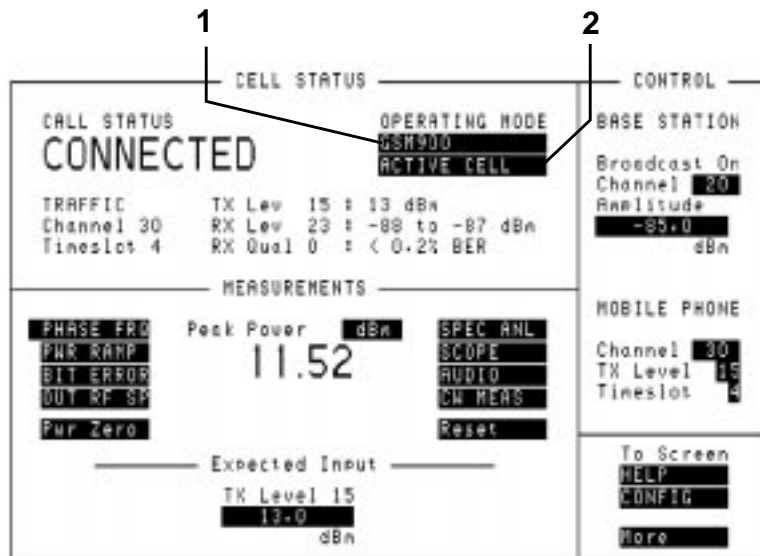 1
2
CELL STATUS
CALL STATUS
CONNECTED
OPERATING MODE
GSM900
ACTIVE CELL
TRAFFIC
Channel 30
Timeslot 4
TX Lev 15 : 13 dBm
RX Lev 23 : -88 to -87 dBm
RX Qual 0 : < 0.2% BER
MEASUREMENTS
PHASE FRQ
PWR RAMP
BIT ERROR
OUT RF SP
Pwr Zero
Peak Power dBm
11.52
SPEC ANL
SCOPE
AUDIO
CW MEAS
Reset
Expected Input
TX Level 15
13.0
dBm
CONTROL
BASE STATION
Broadcast On
Channel 20
Amplitude
-85.0
dBm
MOBILE PHONE
Channel 30
TX Level 15
Timeslot 4
To Screen
HELP
CONFIG
More